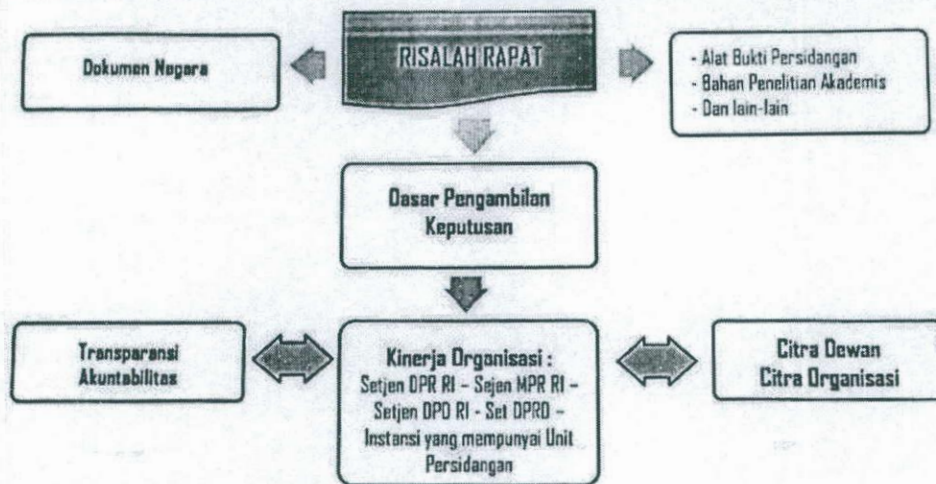 RISALAH RAPAT
Dokumen Negara
- Alat Bukti Persidangan
- Bahan Penelitian Akademis
- Dan lain-lain
Dasar Pengambilan
Keputusan
Transparansi
Akuntabilitas
Kinerja Organisasi :
Setjen DPR RI – Sejen MPR RI –
Setjen DPD RI - Set DPRD –
Instansi yang mempunyai Unit
Persidangan
Citra Dewan
Citra Organisasi